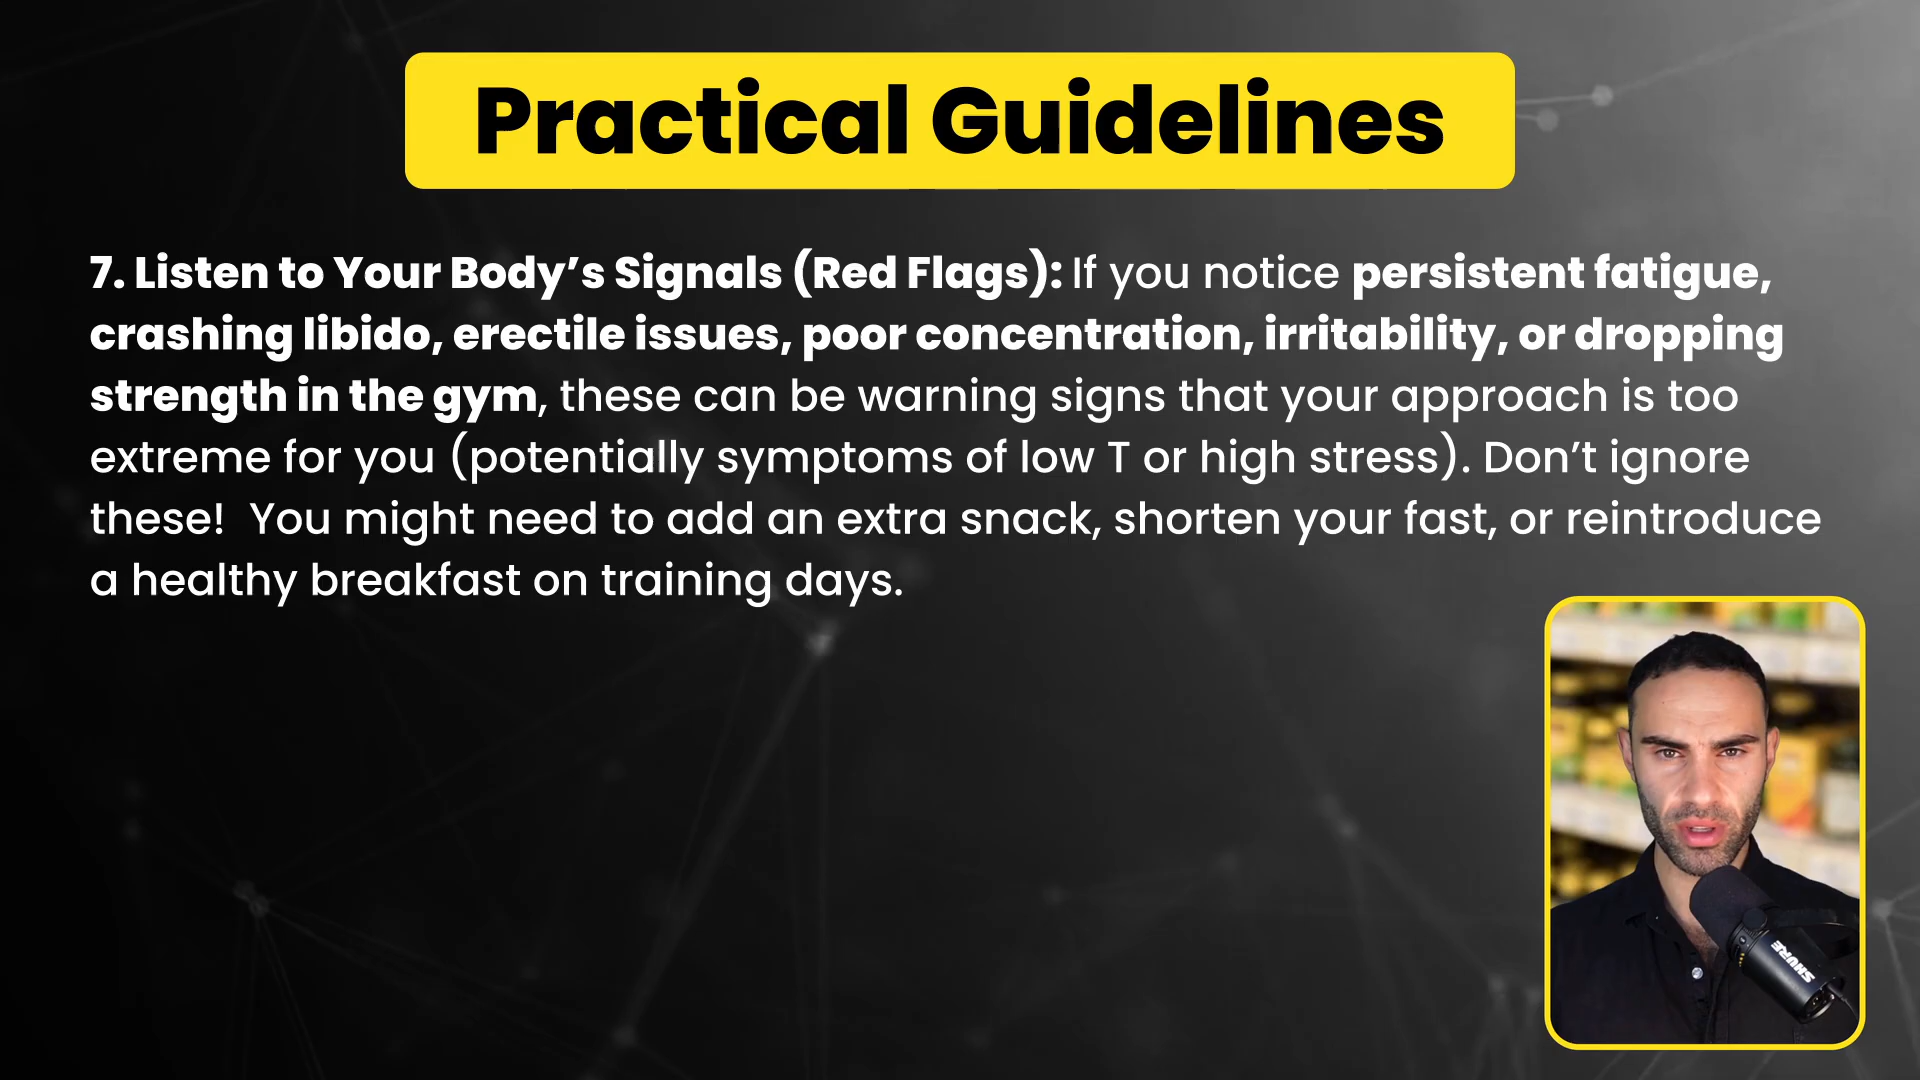 Practical Guidelines
7. Listen to Your Body’s Signals (Red Flags): If you notice persistent fatigue,
crashing libido, erectile issues, poor concentration, irritability, or dropping
strength in the gym, these can be warning signs that your approach is too
extreme for you (potentially symptoms of low T or high stress). Don’t ignore
these!  You might need to add an extra snack, shorten your fast, or reintroduce
a healthy breakfast on training days.
SHURE